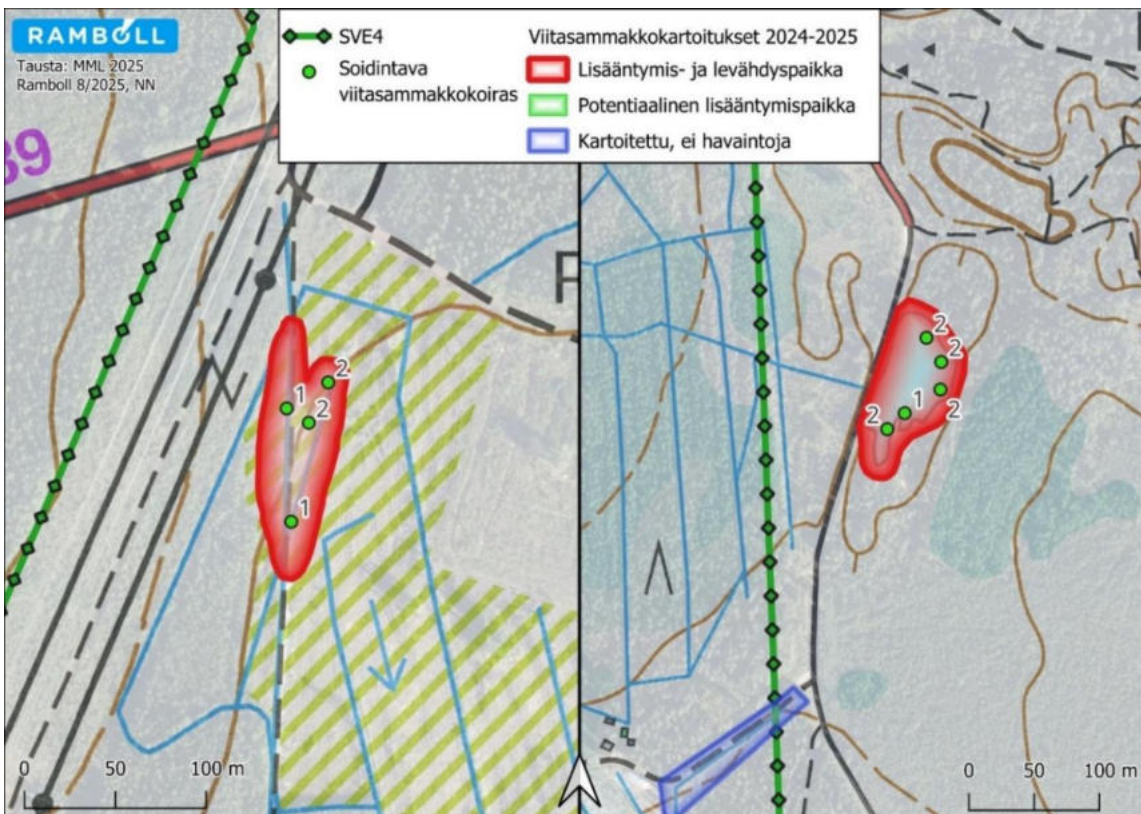 RAMBOLL
Tausta: MML 2025
Ramboll 8/2025, NN
SVE4
Soidintava
viitasammakkokoiras
Viitasammakkokartoitukset 2024-2025
Lisääntymis- ja levähdyspaikka
Potentiaalinen lisääntymispaikka
Kartoitettu, ei havaintoja
39
2
1
2
1
2
2
2
1
2
0 50 100 m
0 50 100 m